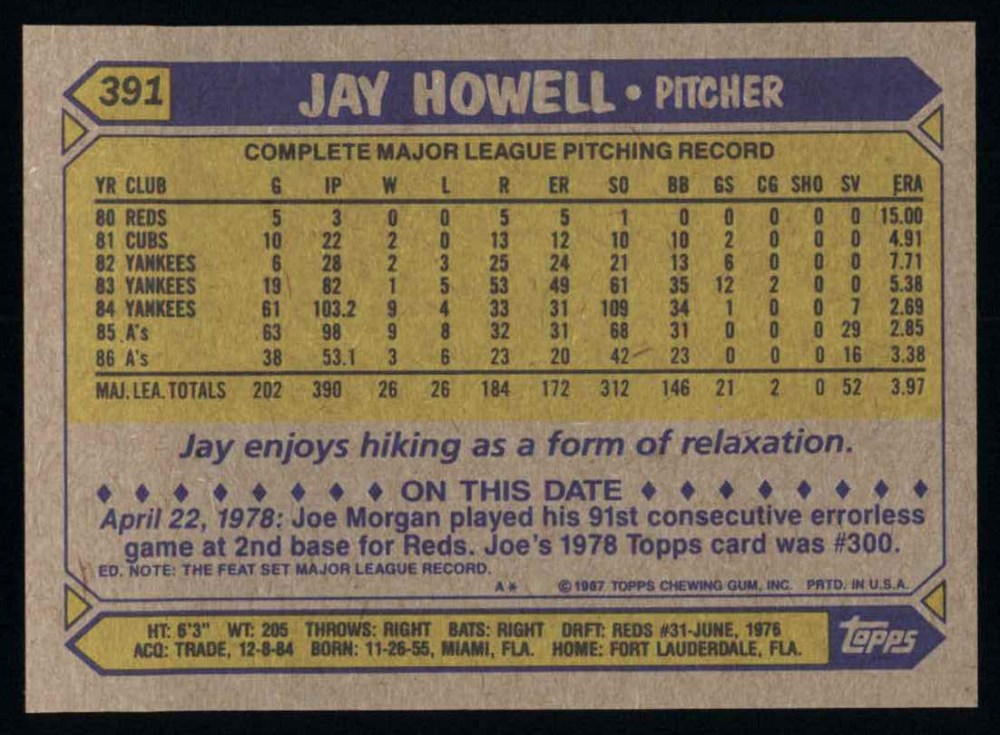 391
JAY HOWELL • PITCHER
COMPLETE MAJOR LEAGUE PITCHING RECORD
YR CLUB G IP W L R ER SO BB GS CG SHO SV ERA
80 REDS 5 3 0 0 5 5 1 0 0 0 0 0 15.00
81 CUBS 10 22 2 0 13 12 10 10 2 0 0 0 4.91
82 YANKEES 6 28 2 3 25 24 21 13 6 0 0 0 7.71
83 YANKEES 19 82 1 5 53 49 61 35 12 2 0 0 5.38
84 YANKEES 61 103.2 9 4 33 31 109 34 1 0 0 7 2.69
85 A's 63 98 9 8 32 31 68 31 0 0 0 29 2.85
86 A's 38 53.1 3 6 23 20 42 23 0 0 0 16 3.38
MAJ. LEA. TOTALS 202 390 26 26 184 172 312 146 21 2 0 52 3.97
Jay enjoys hiking as a form of relaxation.
ON THIS DATE
April 22, 1978: Joe Morgan played his 91st consecutive errorless
game at 2nd base for Reds. Joe's 1978 Topps card was #300.
ED. NOTE: THE FEAT SET MAJOR LEAGUE RECORD.
A* © 1987 TOPPS CHEWING GUM, INC. PRTD. IN U.S.A.
HT: 6'3" WT: 205 THROWS: RIGHT BATS: RIGHT DRFT: REDS #31-JUNE, 1976
ACQ: TRADE, 12-8-84 BORN: 11-26-55, MIAMI, FLA. HOME: FORT LAUDERDALE, FLA.
topps